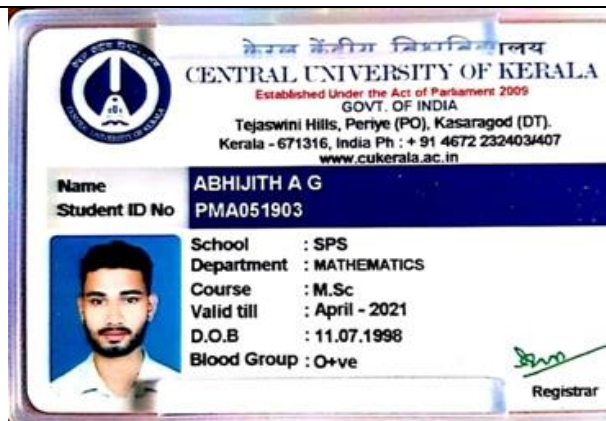 केरल केंद्रीय
CENTRAL UNIVERSITY OF KERALA
Established Under the Act of Parliament 2009
GOVT. OF INDIA
Tejaswini Hills, Periye (PO), Kasaragod (DT).
Kerala - 671316, India Ph : + 91 4672 232403/407
www.cukerala.ac.in
Name ABHIJITH A G
Student ID No PMA051903
School : SPS
Department : MATHEMATICS
Course : M.Sc
Valid till : April - 2021
D.O.B : 11.07.1998
Blood Group : O+ve
Registrar